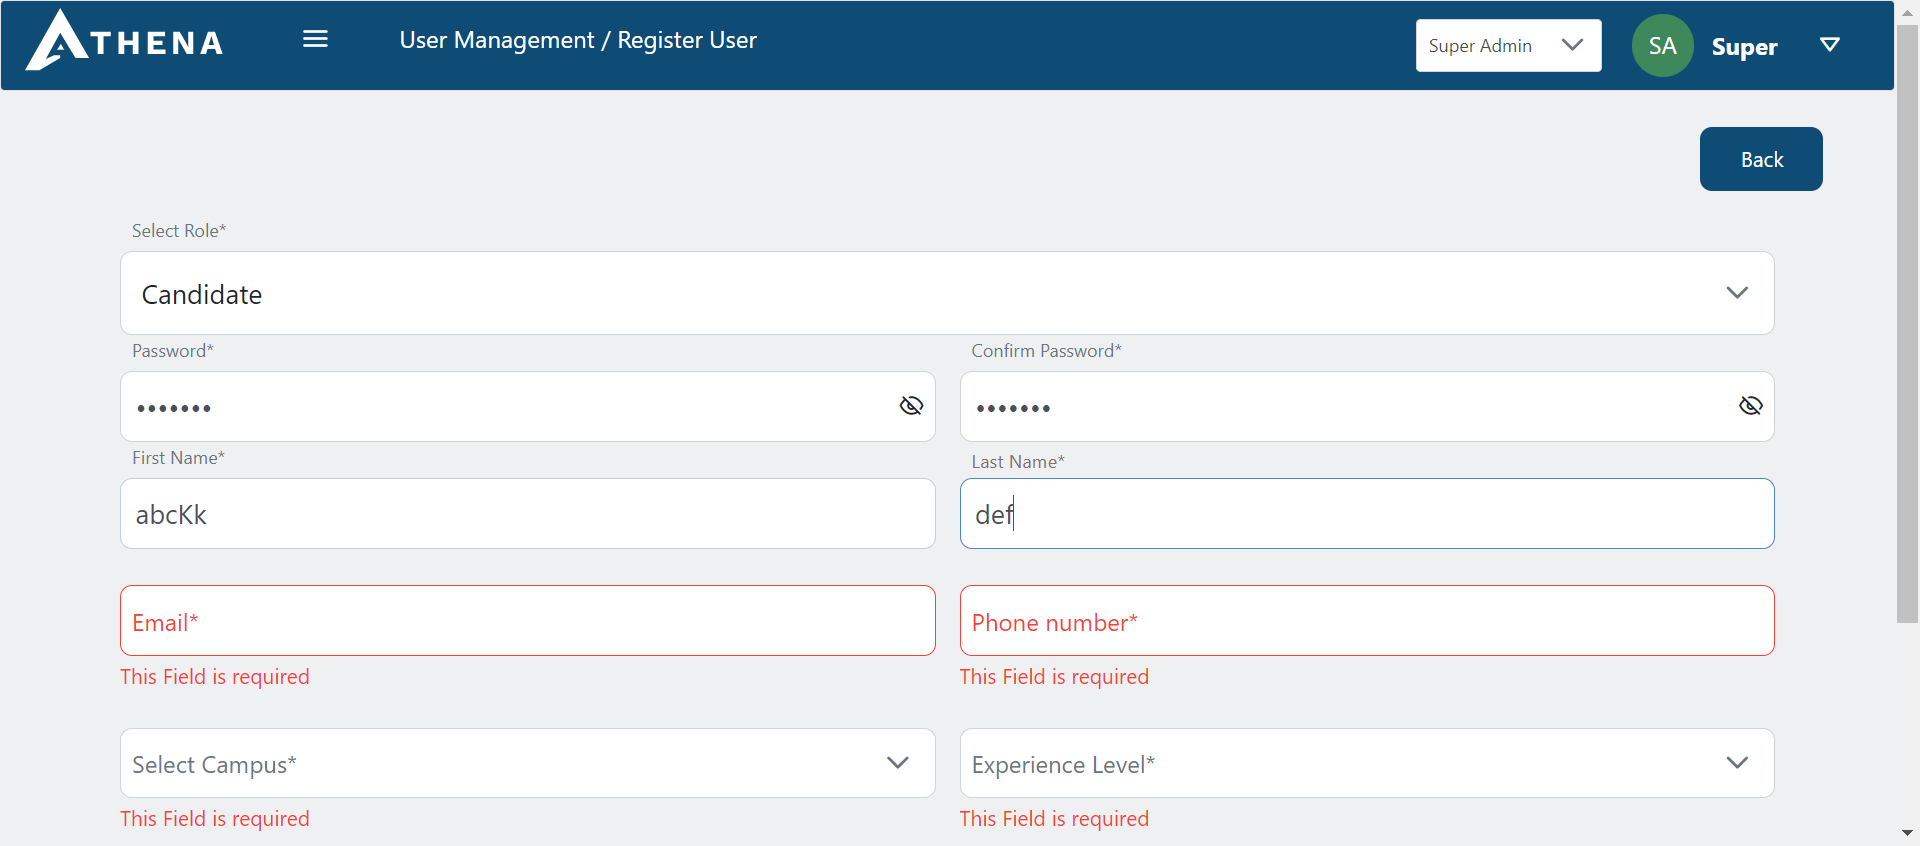 ATHENA
User Management / Register User
Super Admin
SA
Super
Back
Select Role*
Candidate
Password*
Confirm Password*
•••••••
•••••••
First Name*
Last Name*
abcKk
def
Email*
Phone number*
This Field is required
This Field is required
Select Campus*
Experience Level*
This Field is required
This Field is required